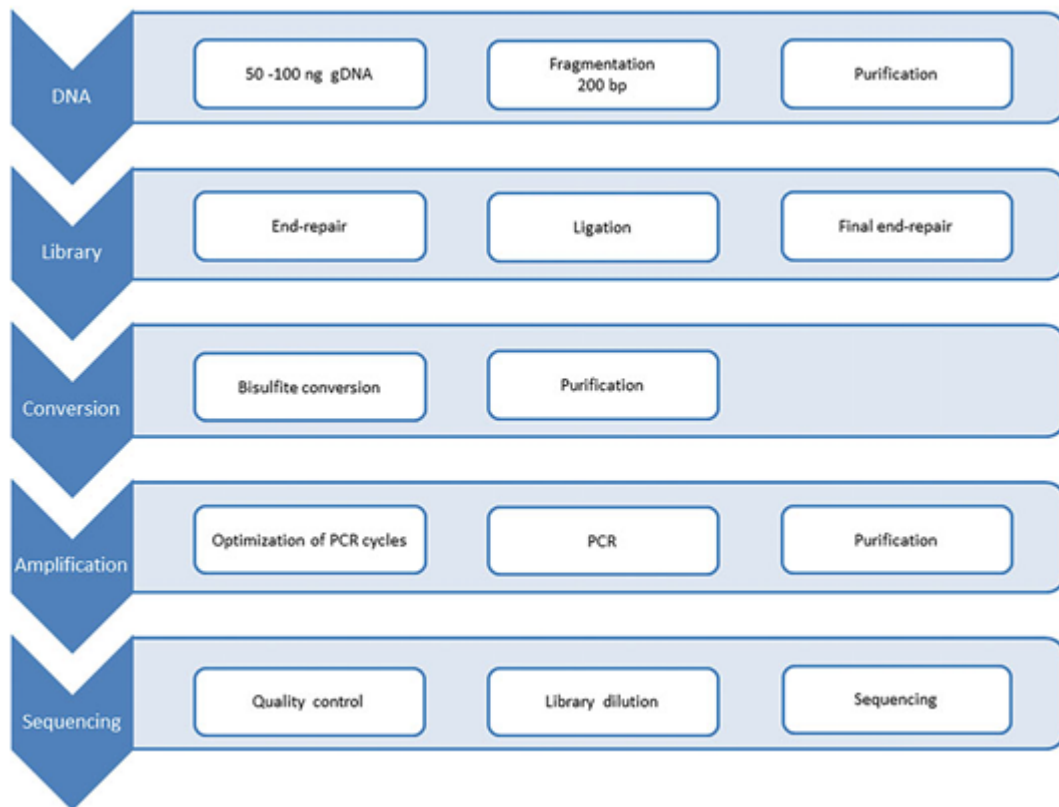 DNA
50 -100 ng gDNA
Fragmentation
200 bp
Purification
Library
End-repair
Ligation
Final end-repair
Conversion
Bisulfite conversion
Purification
Amplification
Optimization of PCR cycles
PCR
Purification
Sequencing
Quality control
Library dilution
Sequencing